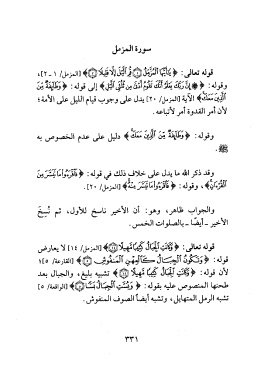 سورة المزمل
قوله تعالى: ﴿ يَٰٓأَيُّهَا ٱلْمُزَّمِّلُ ۝ قُمِ ٱلَّيْلَ إِلَّا قَلِيلًا ۝ ﴾ [المزمل/ ١ - ٢]،
وقوله: ﴿ ۞ إِنَّ رَبَّكَ يَعْلَمُ أَنَّكَ تَقُومُ أَدْنَىٰ مِن ثُلُثَىِ ٱلَّيْلِ ﴾ إلى قوله: ﴿ وَطَآئِفَةٌ مِّنَ
ٱلَّذِينَ مَعَكَ ﴾ الآية [المزمل/ ٢٠] يدل على وجوب قيام الليل على الأمة؛
لأن أمر القدوة أمر لأتباعه.
وقوله: ﴿ وَطَآئِفَةٌ مِّنَ ٱلَّذِينَ مَعَكَ ﴾ دليل على عدم الخصوص به
ﷺ.
وقد ذكر الله ما يدل على خلاف ذلك في قوله: ﴿ فَٱقْرَءُوا۟ مَا تَيَسَّرَ مِنَ
ٱلْقُرْءَانِ ﴾، وقوله: ﴿ فَٱقْرَءُوا۟ مَا تَيَسَّرَ مِنْهُ ﴾ [المزمل/ ٢٠].
والجواب ظاهر، وهو: أن الأخير ناسخ للأول، ثم نُسِخَ
الأخير ـ أيضًا ـ بالصلوات الخمس.
قوله تعالى: ﴿ وَكَانَتِ ٱلْجِبَالُ كَثِيبًا مَّهِيلًا ۝ ﴾ [المزمل/ ١٤] لا يعارض
قوله: ﴿ وَتَكُونُ ٱلْجِبَالُ كَٱلْعِهْنِ ٱلْمَنفُوشِ ۝ ﴾ [القارعة/ ٥]؛
لأن قوله: ﴿ وَكَانَتِ ٱلْجِبَالُ كَثِيبًا مَّهِيلًا ۝ ﴾ تشبيه بليغ، والجبال بعد
طحنها المنصوص عليه بقوله: ﴿ وَبُسَّتِ ٱلْجِبَالُ بَسًّا ۝ ﴾ [الواقعة/ ٥]
تشبه الرمل المتهايل، وتشبه أيضًا الصوف المنفوش.
٣٣١